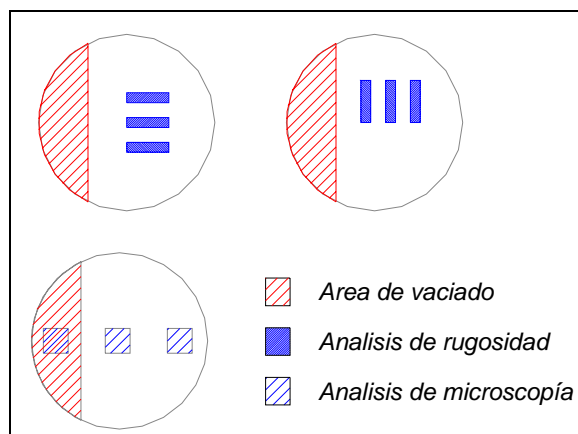 Area de vaciado
Analisis de rugosidad
Analisis de microscopía